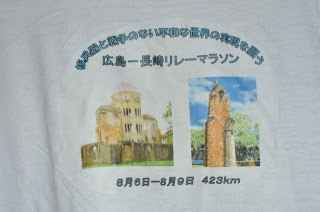 核兵器と戦争のない平和な世界の実現を願う
広島ー長崎リレーマラソン
8月6日ー8月9日 423km